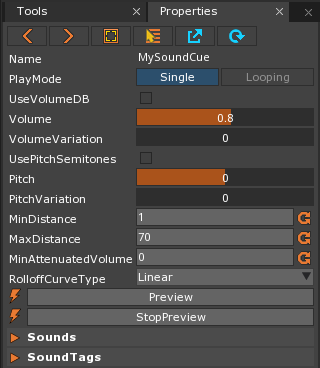 Tools Properties
Name MySoundCue
PlayMode Single Looping
UseVolumeDB
Volume 0.8
VolumeVariation 0
UsePitchSemitones
Pitch 0
PitchVariation 0
MinDistance 1
MaxDistance 70
MinAttenuatedVolume 0
RolloffCurveType Linear
Preview
StopPreview
Sounds
SoundTags